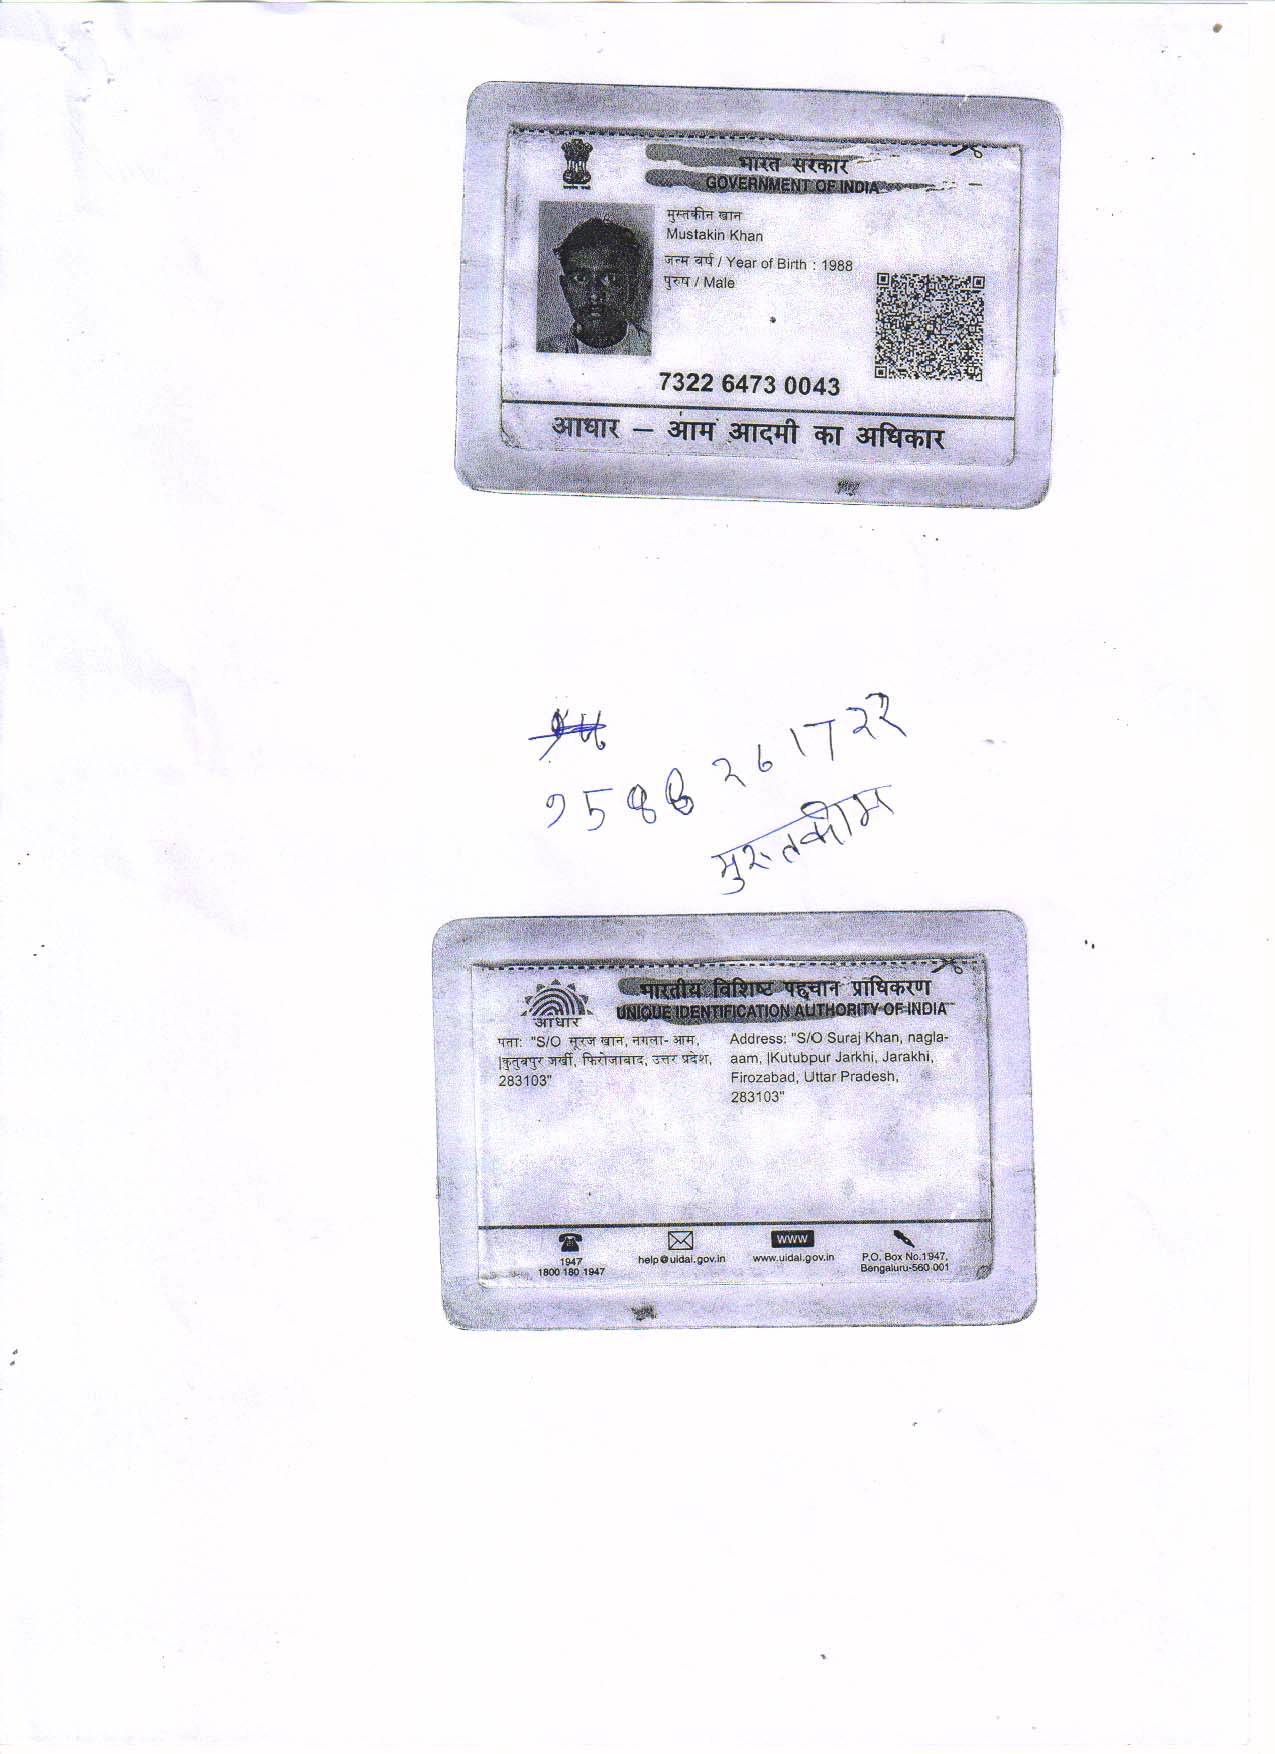 भारत सरकार
GOVERNMENT OF INDIA
मुस्तकीन खान
Mustakin Khan
जन्म वर्ष / Year of Birth : 1988
पुरुष / Male
7322 6473 0043
आधार – आम आदमी का अधिकार
मुस्तकीम
भारतीय विशिष्ट पहचान प्राधिकरण
UNIQUE IDENTIFICATION AUTHORITY OF INDIA
आधार
पता: "S/O सूरज खान, नगला- आम,
|कुतुबपुर जर्खी, फिरोजाबाद, उत्तर प्रदेश,
283103"
Address: "S/O Suraj Khan, nagla-
aam, |Kutubpur Jarkhi, Jarakhi,
Firozabad, Uttar Pradesh,
283103"
1947
1800 180 1947
help@uidai.gov.in
www
www.uidai.gov.in
P.O. Box No.1947,
Bengaluru-560 001